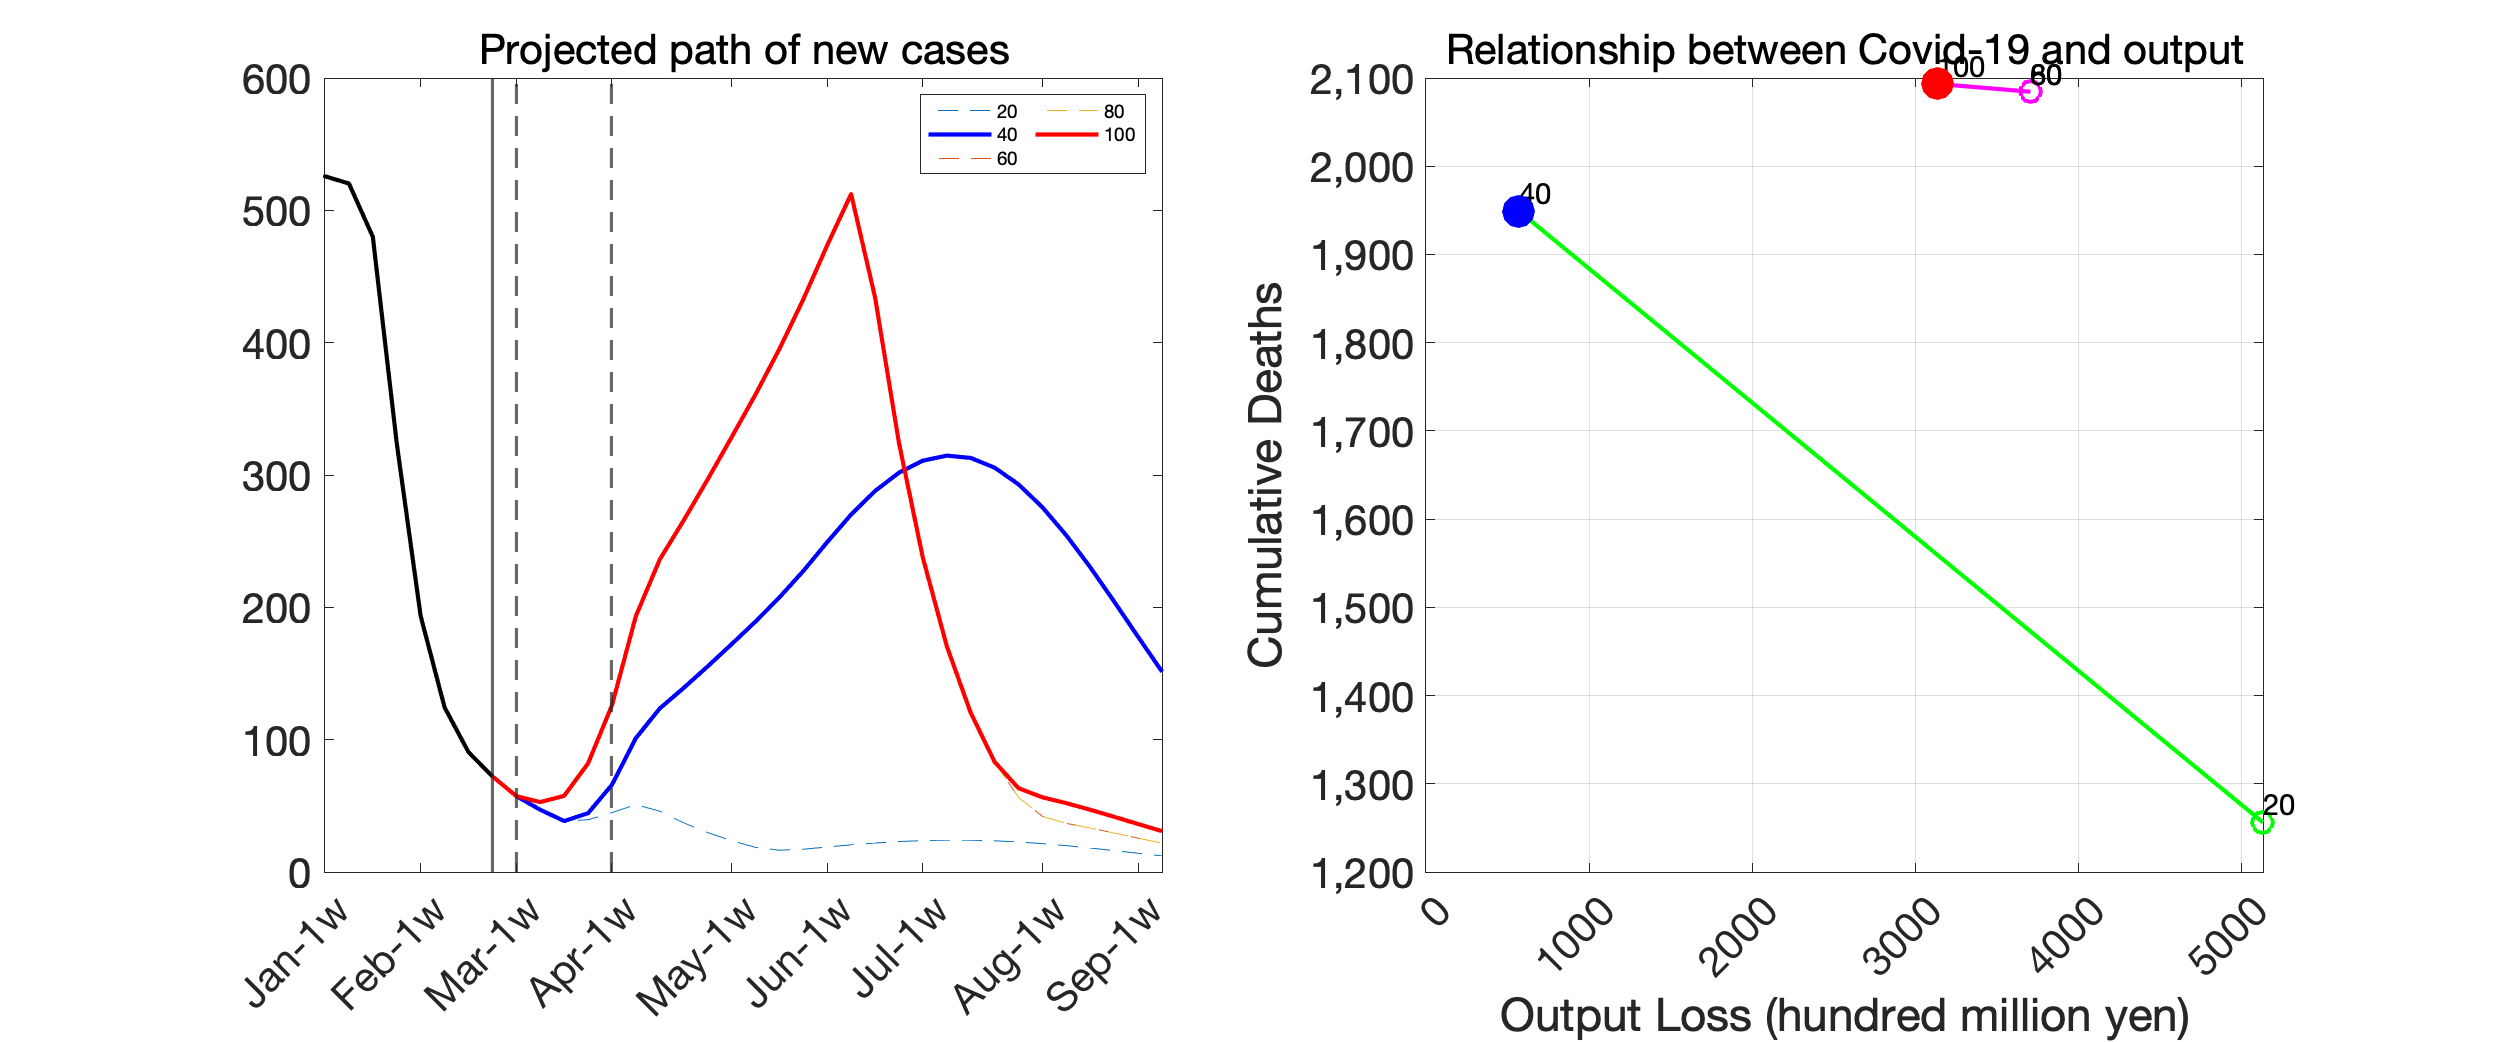 Projected path of new cases
600
500
400
300
200
100
0
20
40
60
80
100
Jan-1w
Feb-1w
Mar-1w
Apr-1w
May-1w
Jun-1w
Jul-1w
Aug-1w
Sep-1w
Relationship between Covid-19 and output
2,100
2,000
1,900
1,800
1,700
1,600
1,500
1,400
1,300
1,200
Cumulative Deaths
100
80
60
40
20
0
1000
2000
3000
4000
5000
Output Loss (hundred million yen)